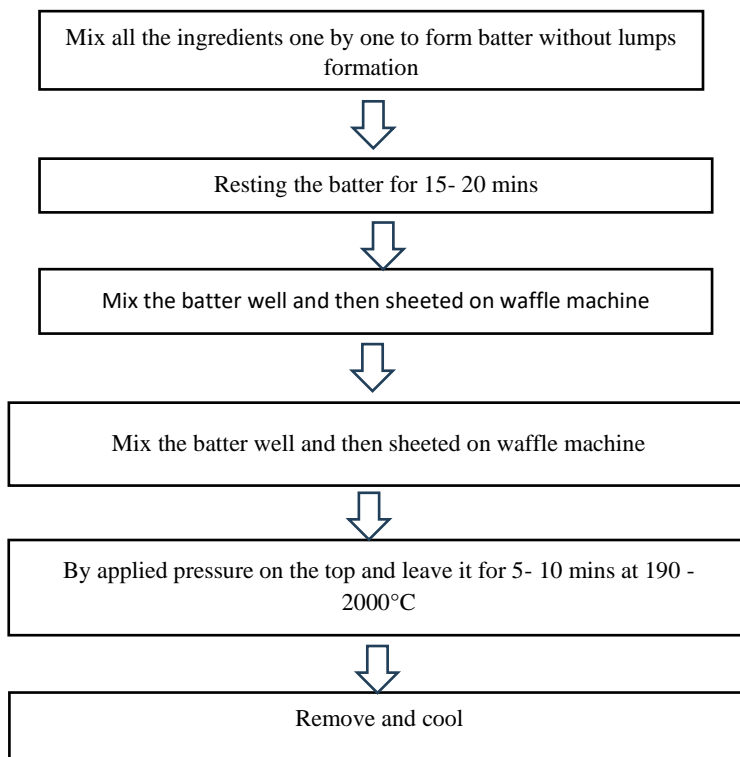 Mix all the ingredients one by one to form batter without lumps
formation
Resting the batter for 15- 20 mins
Mix the batter well and then sheeted on waffle machine
Mix the batter well and then sheeted on waffle machine
By applied pressure on the top and leave it for 5- 10 mins at 190 -
2000°C
Remove and cool